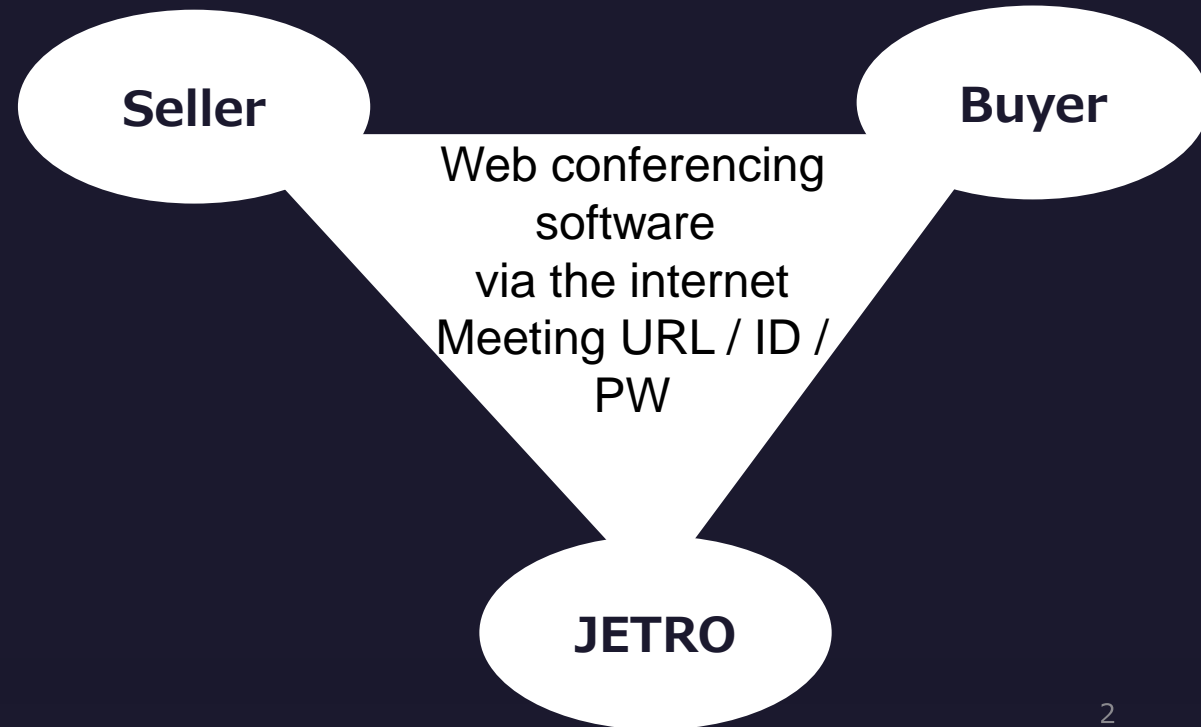 Seller
Buyer
Web conferencing
software
via the internet
Meeting URL / ID /
PW
JETRO
2